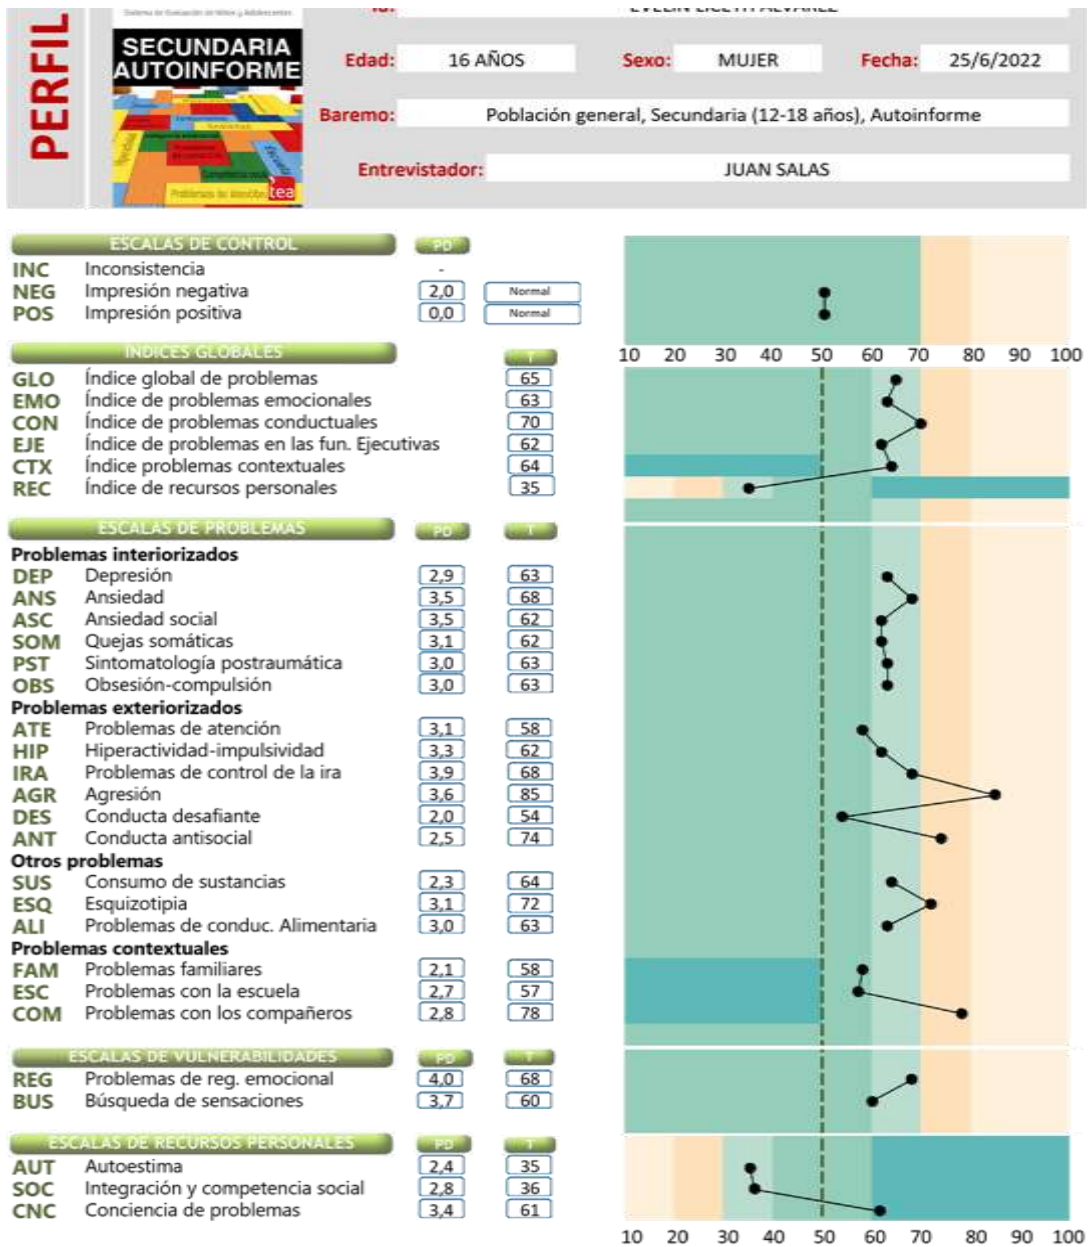 PERFIL
Sistema de Evaluación de Niños y Adolescentes
SECUNDARIA
AUTOINFORME
tea
EVELIN LICETH ALVAREZ
Edad: 16 AÑOS Sexo: MUJER Fecha: 25/6/2022
Baremo: Población general, Secundaria (12-18 años), Autoinforme
Entrevistador: JUAN SALAS
ESCALAS DE CONTROL PD
INC Inconsistencia -
NEG Impresión negativa 2,0 Normal
POS Impresión positiva 0,0 Normal
ÍNDICES GLOBALES T
10 20 30 40 50 60 70 80 90 100
GLO Índice global de problemas 65
EMO Índice de problemas emocionales 63
CON Índice de problemas conductuales 70
EJE Índice de problemas en las fun. Ejecutivas 62
CTX Índice problemas contextuales 64
REC Índice de recursos personales 35
ESCALAS DE PROBLEMAS PD T
Problemas interiorizados
DEP Depresión 2,9 63
ANS Ansiedad 3,5 68
ASC Ansiedad social 3,5 62
SOM Quejas somáticas 3,1 62
PST Sintomatología postraumática 3,0 63
OBS Obsesión-compulsión 3,0 63
Problemas exteriorizados
ATE Problemas de atención 3,1 58
HIP Hiperactividad-impulsividad 3,3 62
IRA Problemas de control de la ira 3,9 68
AGR Agresión 3,6 85
DES Conducta desafiante 2,0 54
ANT Conducta antisocial 2,5 74
Otros problemas
SUS Consumo de sustancias 2,3 64
ESQ Esquizotipia 3,1 72
ALI Problemas de conduc. Alimentaria 3,0 63
Problemas contextuales
FAM Problemas familiares 2,1 58
ESC Problemas con la escuela 2,7 57
COM Problemas con los compañeros 2,8 78
ESCALAS DE VULNERABILIDADES PD T
REG Problemas de reg. emocional 4,0 68
BUS Búsqueda de sensaciones 3,7 60
ESCALAS DE RECURSOS PERSONALES PD T
AUT Autoestima 2,4 35
SOC Integración y competencia social 2,8 36
CNC Conciencia de problemas 3,4 61
10 20 30 40 50 60 70 80 90 100